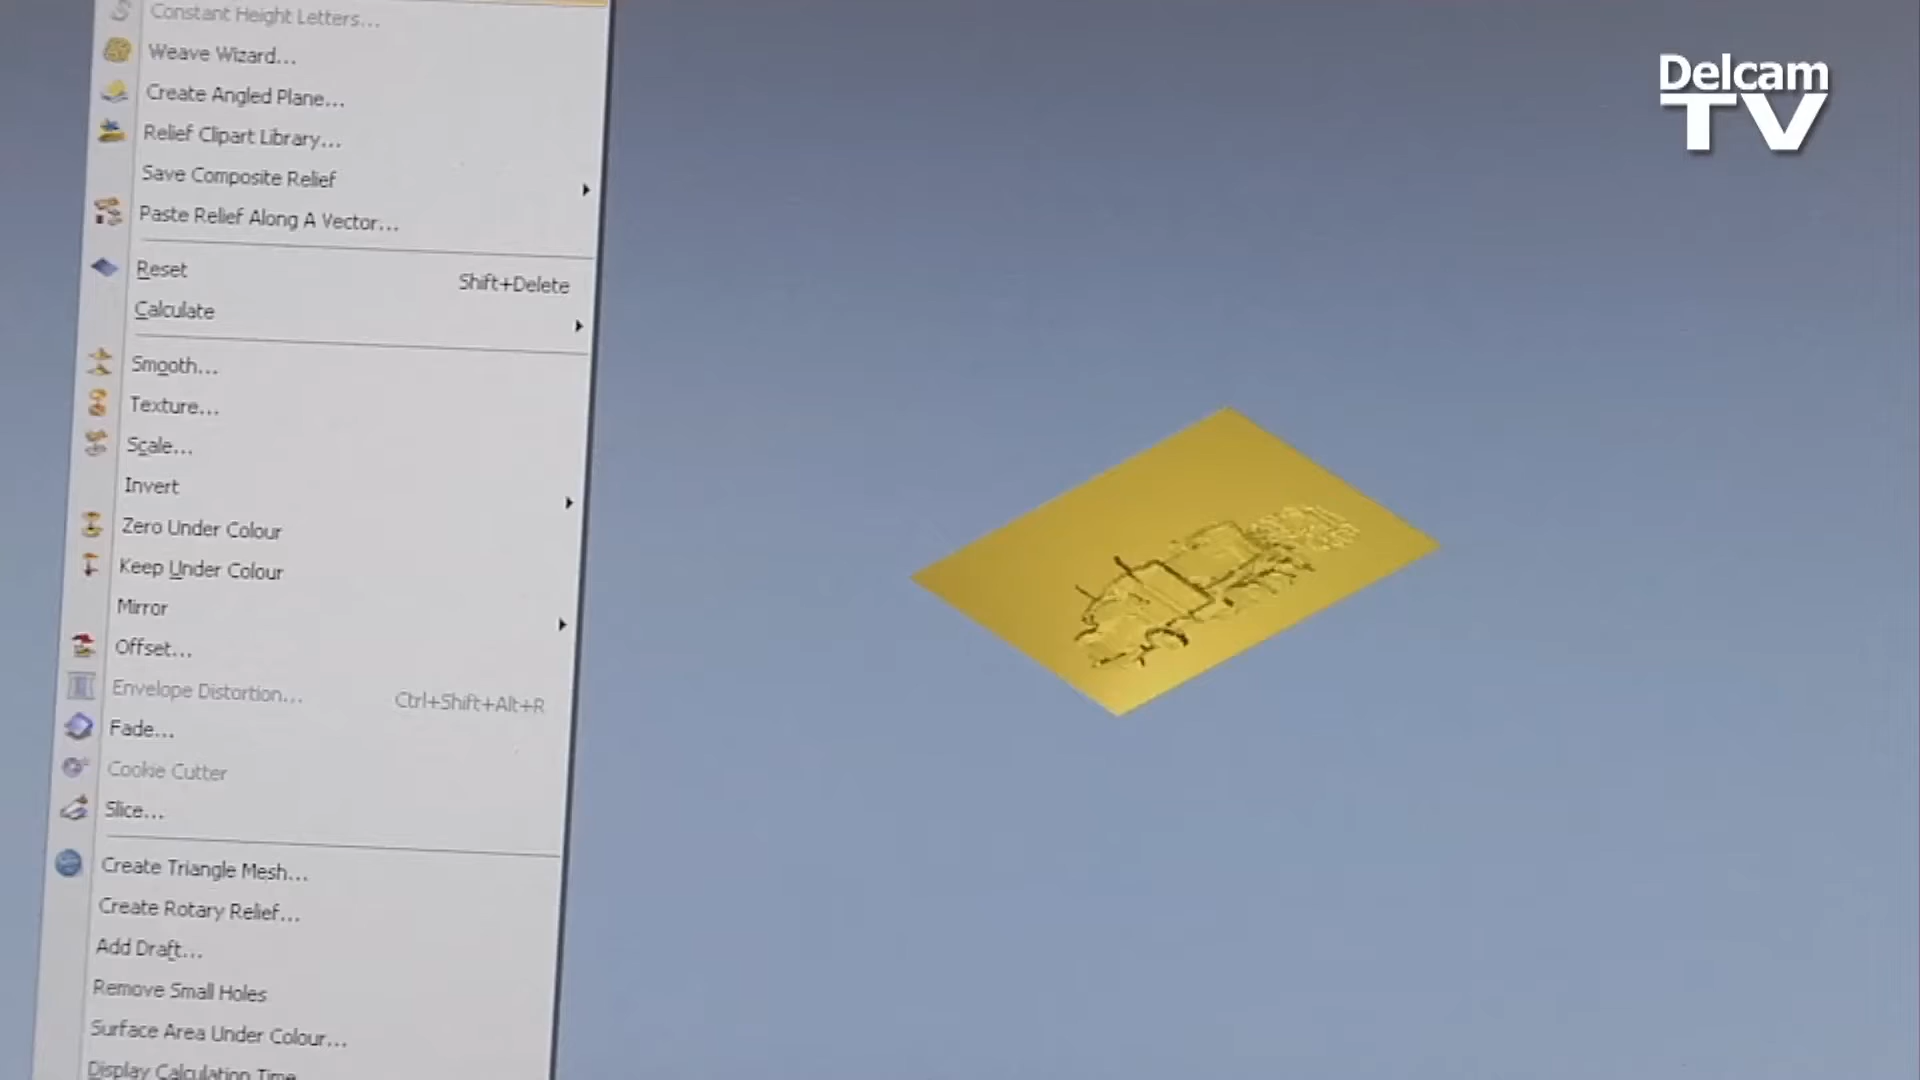 Constant Height Letters...
Weave Wizard...
Create Angled Plane...
Relief Clipart Library...
Save Composite Relief
Paste Relief Along A Vector...
Reset Shift+Delete
Calculate
Smooth...
Texture...
Scale...
Invert
Zero Under Colour
Keep Under Colour
Mirror
Offset...
Envelope Distortion... Ctrl+Shift+Alt+R
Fade...
Cookie Cutter
Slice...
Create Triangle Mesh...
Create Rotary Relief...
Add Draft...
Remove Small Holes
Surface Area Under Colour...
Display Calculation Time
Delcam
TV